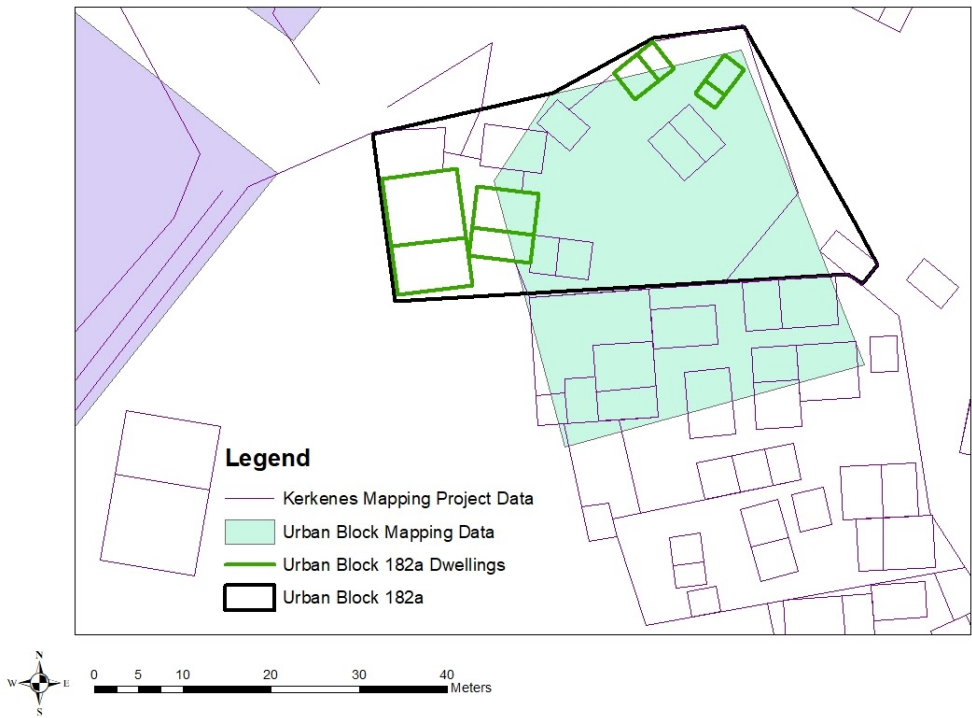 Legend
Kerkenes Mapping Project Data
Urban Block Mapping Data
Urban Block 182a Dwellings
Urban Block 182a
N
W E
S
0 5 10 20 30 40
Meters